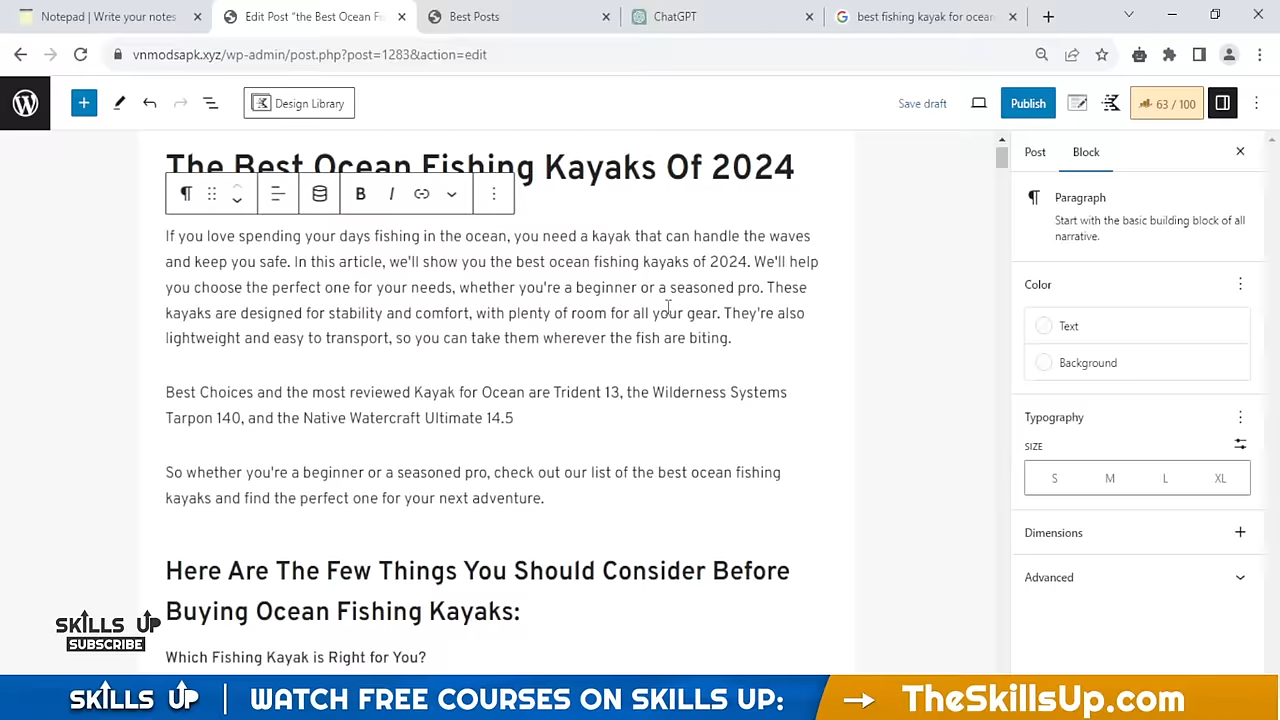 Notepad | Write your notes
Edit Post “the Best Ocean Fi
Best Posts
ChatGPT
best fishing kayak for ocean
vnmodsapk.xyz/wp-admin/post.php?post=1283&action=edit
Design Library
Save draft
Publish
63 / 100
The Best Ocean Fishing Kayaks Of 2024
B I
If you love spending your days fishing in the ocean, you need a kayak that can handle the waves
and keep you safe. In this article, we'll show you the best ocean fishing kayaks of 2024. We'll help
you choose the perfect one for your needs, whether you're a beginner or a seasoned pro. These
kayaks are designed for stability and comfort, with plenty of room for all your gear. They're also
lightweight and easy to transport, so you can take them wherever the fish are biting.
Best Choices and the most reviewed Kayak for Ocean are Trident 13, the Wilderness Systems
Tarpon 140, and the Native Watercraft Ultimate 14.5
So whether you're a beginner or a seasoned pro, check out our list of the best ocean fishing
kayaks and find the perfect one for your next adventure.
Here Are The Few Things You Should Consider Before
Buying Ocean Fishing Kayaks:
Which Fishing Kayak is Right for You?
Post
Block
Paragraph
Start with the basic building block of all
narrative.
Color
Text
Background
Typography
SIZE
S M L XL
Dimensions
Advanced
SKILLS UP
SUBSCRIBE
SKILLS UP
WATCH FREE COURSES ON SKILLS UP:
TheSkillsUp.com